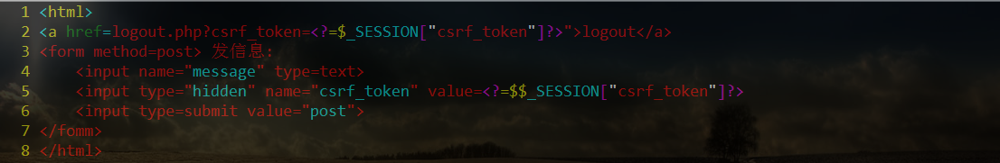 1 <html>
2 <a href=logout.php?csrf_token=<?=$_SESSION["csrf_token"]?>">logout</a>
3 <form method=post> 发信息:
4     <input name="message" type=text>
5     <input type="hidden" name="csrf_token" value=<?=$$_SESSION["csrf_token"]?>
6     <input type=submit value="post">
7 </fomm>
8 </html>